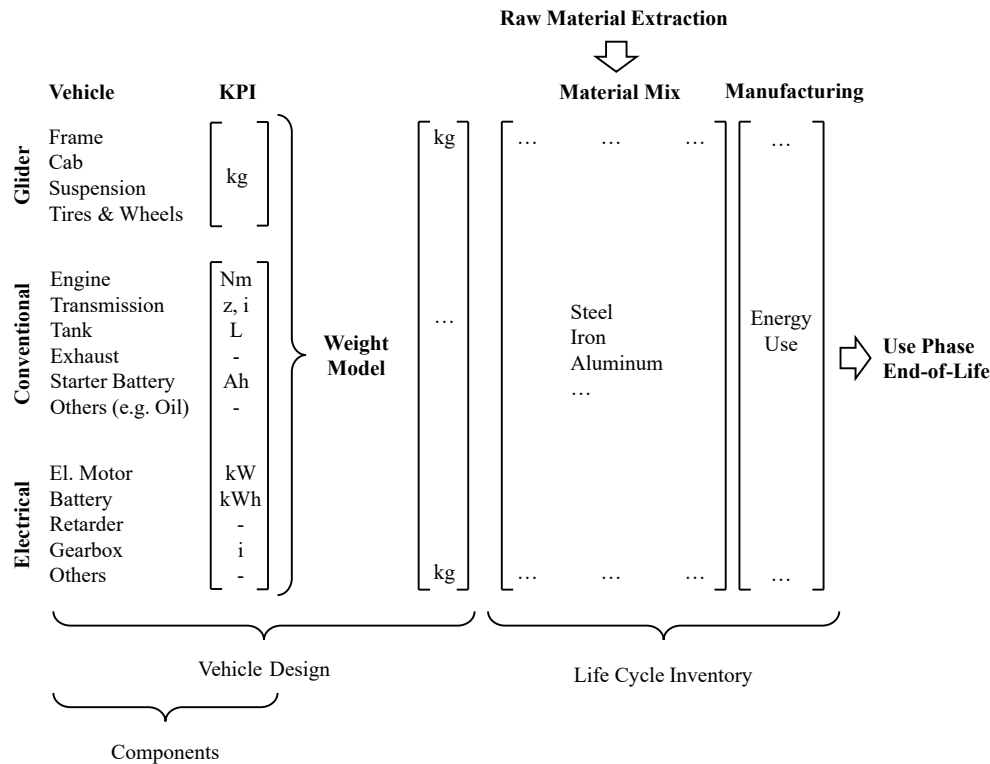 Raw Material Extraction
Vehicle KPI Material Mix Manufacturing
Glider
Frame kg … … … …
Cab
kg
Suspension
Tires & Wheels
Conventional
Engine Nm
Transmission z, i
Tank L
Exhaust -
Starter Battery Ah
Others (e.g. Oil) -
Weight
Model
…
Steel
Iron
Aluminum
…
Energy
Use
Use Phase
End-of-Life
Electrical
El. Motor kW
Battery kWh
Retarder -
Gearbox i
Others - kg … … … …
Vehicle Design
Life Cycle Inventory
Components